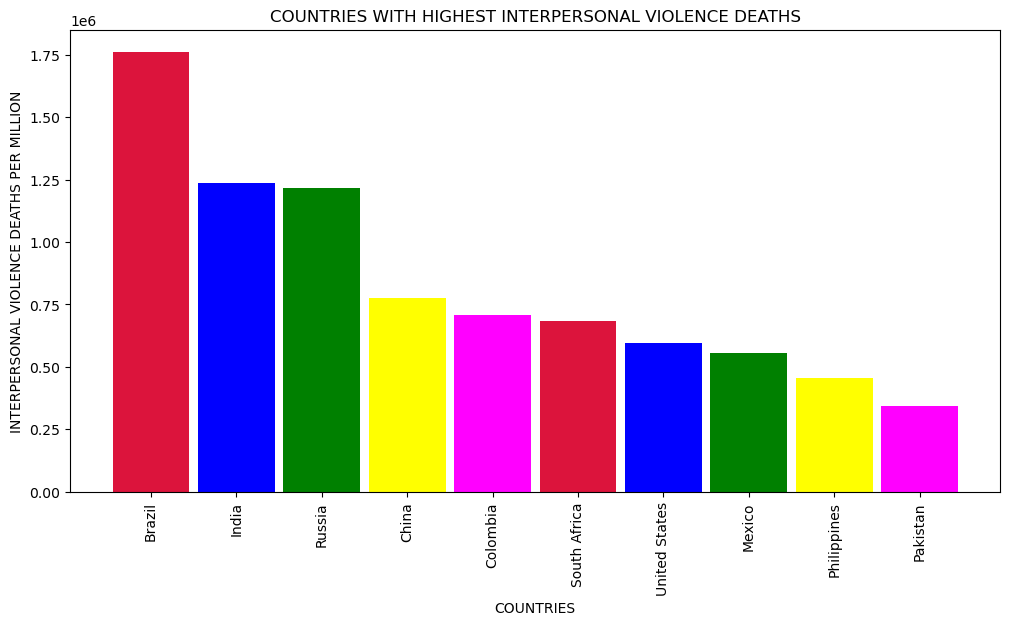 COUNTRIES WITH HIGHEST INTERPERSONAL VIOLENCE DEATHS
1e6
INTERPERSONAL VIOLENCE DEATHS PER MILLION
1.75
1.50
1.25
1.00
0.75
0.50
0.25
0.00
Brazil
India
Russia
China
Colombia
South Africa
United States
Mexico
Philippines
Pakistan
COUNTRIES